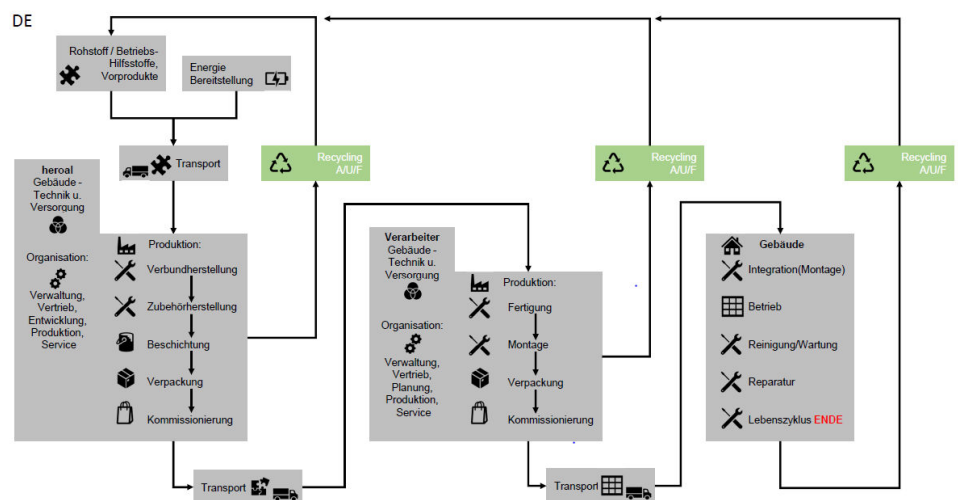 DE
Rohstoff / Betriebs-
Hilfsstoffe,
Vorprodukte
Energie
Bereitstellung
Transport
Recycling
A/U/F
Recycling
A/U/F
Recycling
A/U/F
heroal
Gebäude -
Technik u.
Versorgung
Organisation:
Verwaltung,
Vertrieb,
Entwicklung,
Produktion,
Service
Produktion:
Verbundherstellung
Zubehörherstellung
Beschichtung
Verpackung
Kommissionierung
Transport
Verarbeiter
Gebäude -
Technik u.
Versorgung
Organisation:
Verwaltung,
Vertrieb,
Planung,
Produktion,
Service
Produktion:
Fertigung
Montage
Verpackung
Kommissionierung
Transport
Gebäude
Integration(Montage)
Betrieb
Reinigung/Wartung
Reparatur
Lebenszyklus ENDE